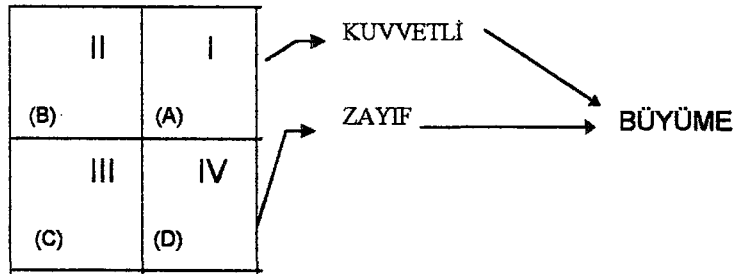 II I KUVVETLİ
(B) (A) ZAYIF BÜYÜME
III IV
(C) (D)